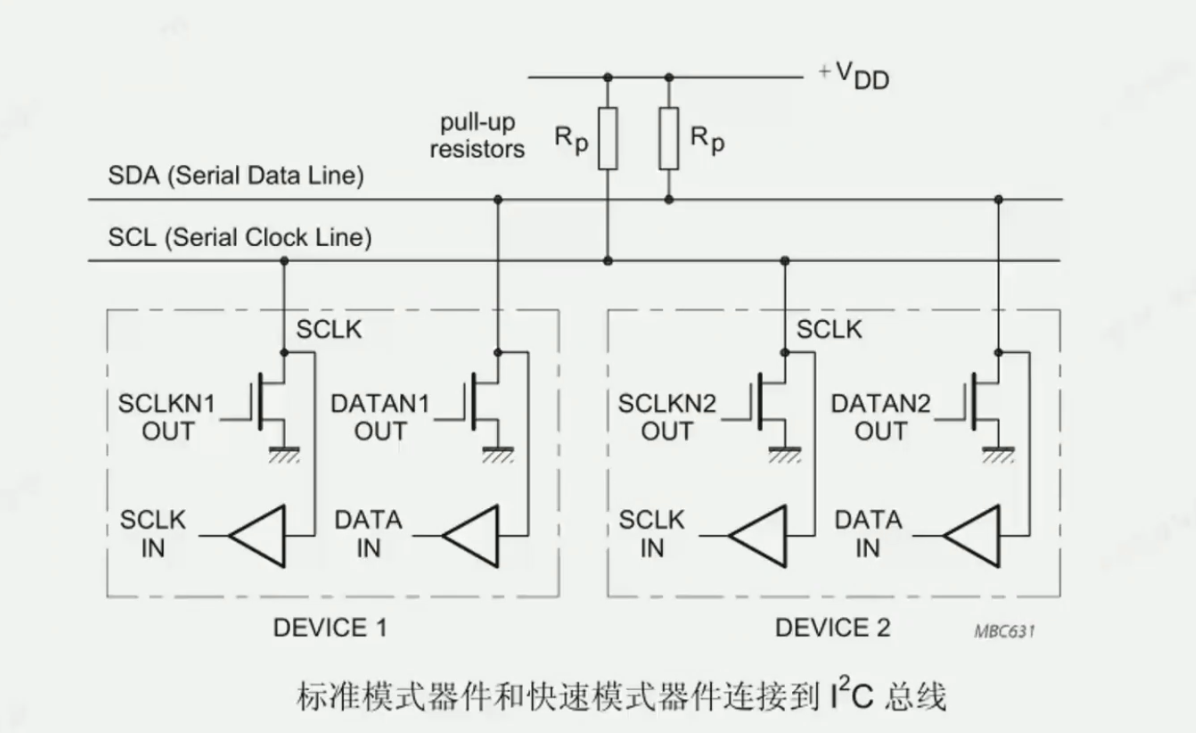 +VDD
pull-up
resistors
Rp
Rp
SDA (Serial Data Line)
SCL (Serial Clock Line)
SCLK
SCLKN1
OUT
DATAN1
OUT
SCLK
IN
DATA
IN
DEVICE 1
SCLK
SCLKN2
OUT
DATAN2
OUT
SCLK
IN
DATA
IN
DEVICE 2
MBC631
标准模式器件和快速模式器件连接到 I²C 总线